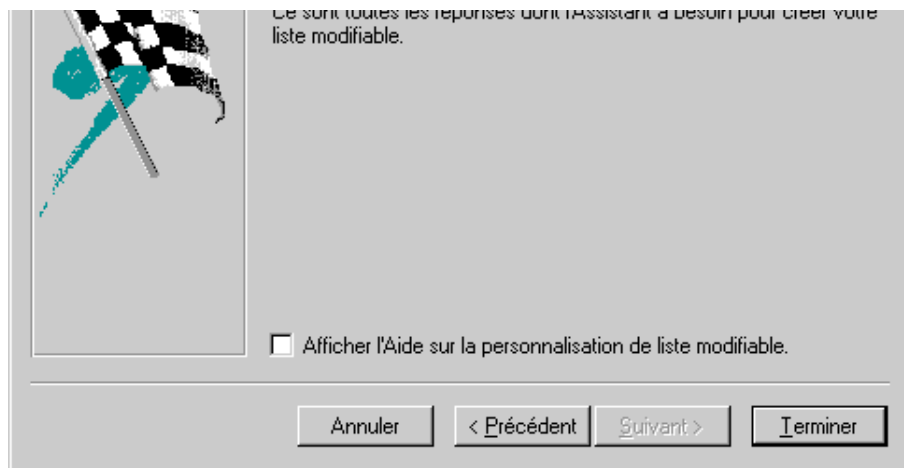 Ce sont toutes les réponses dont l'Assistant a besoin pour créer votre
liste modifiable.
Afficher l'Aide sur la personnalisation de liste modifiable.
Annuler
< Précédent
Suivant >
Terminer